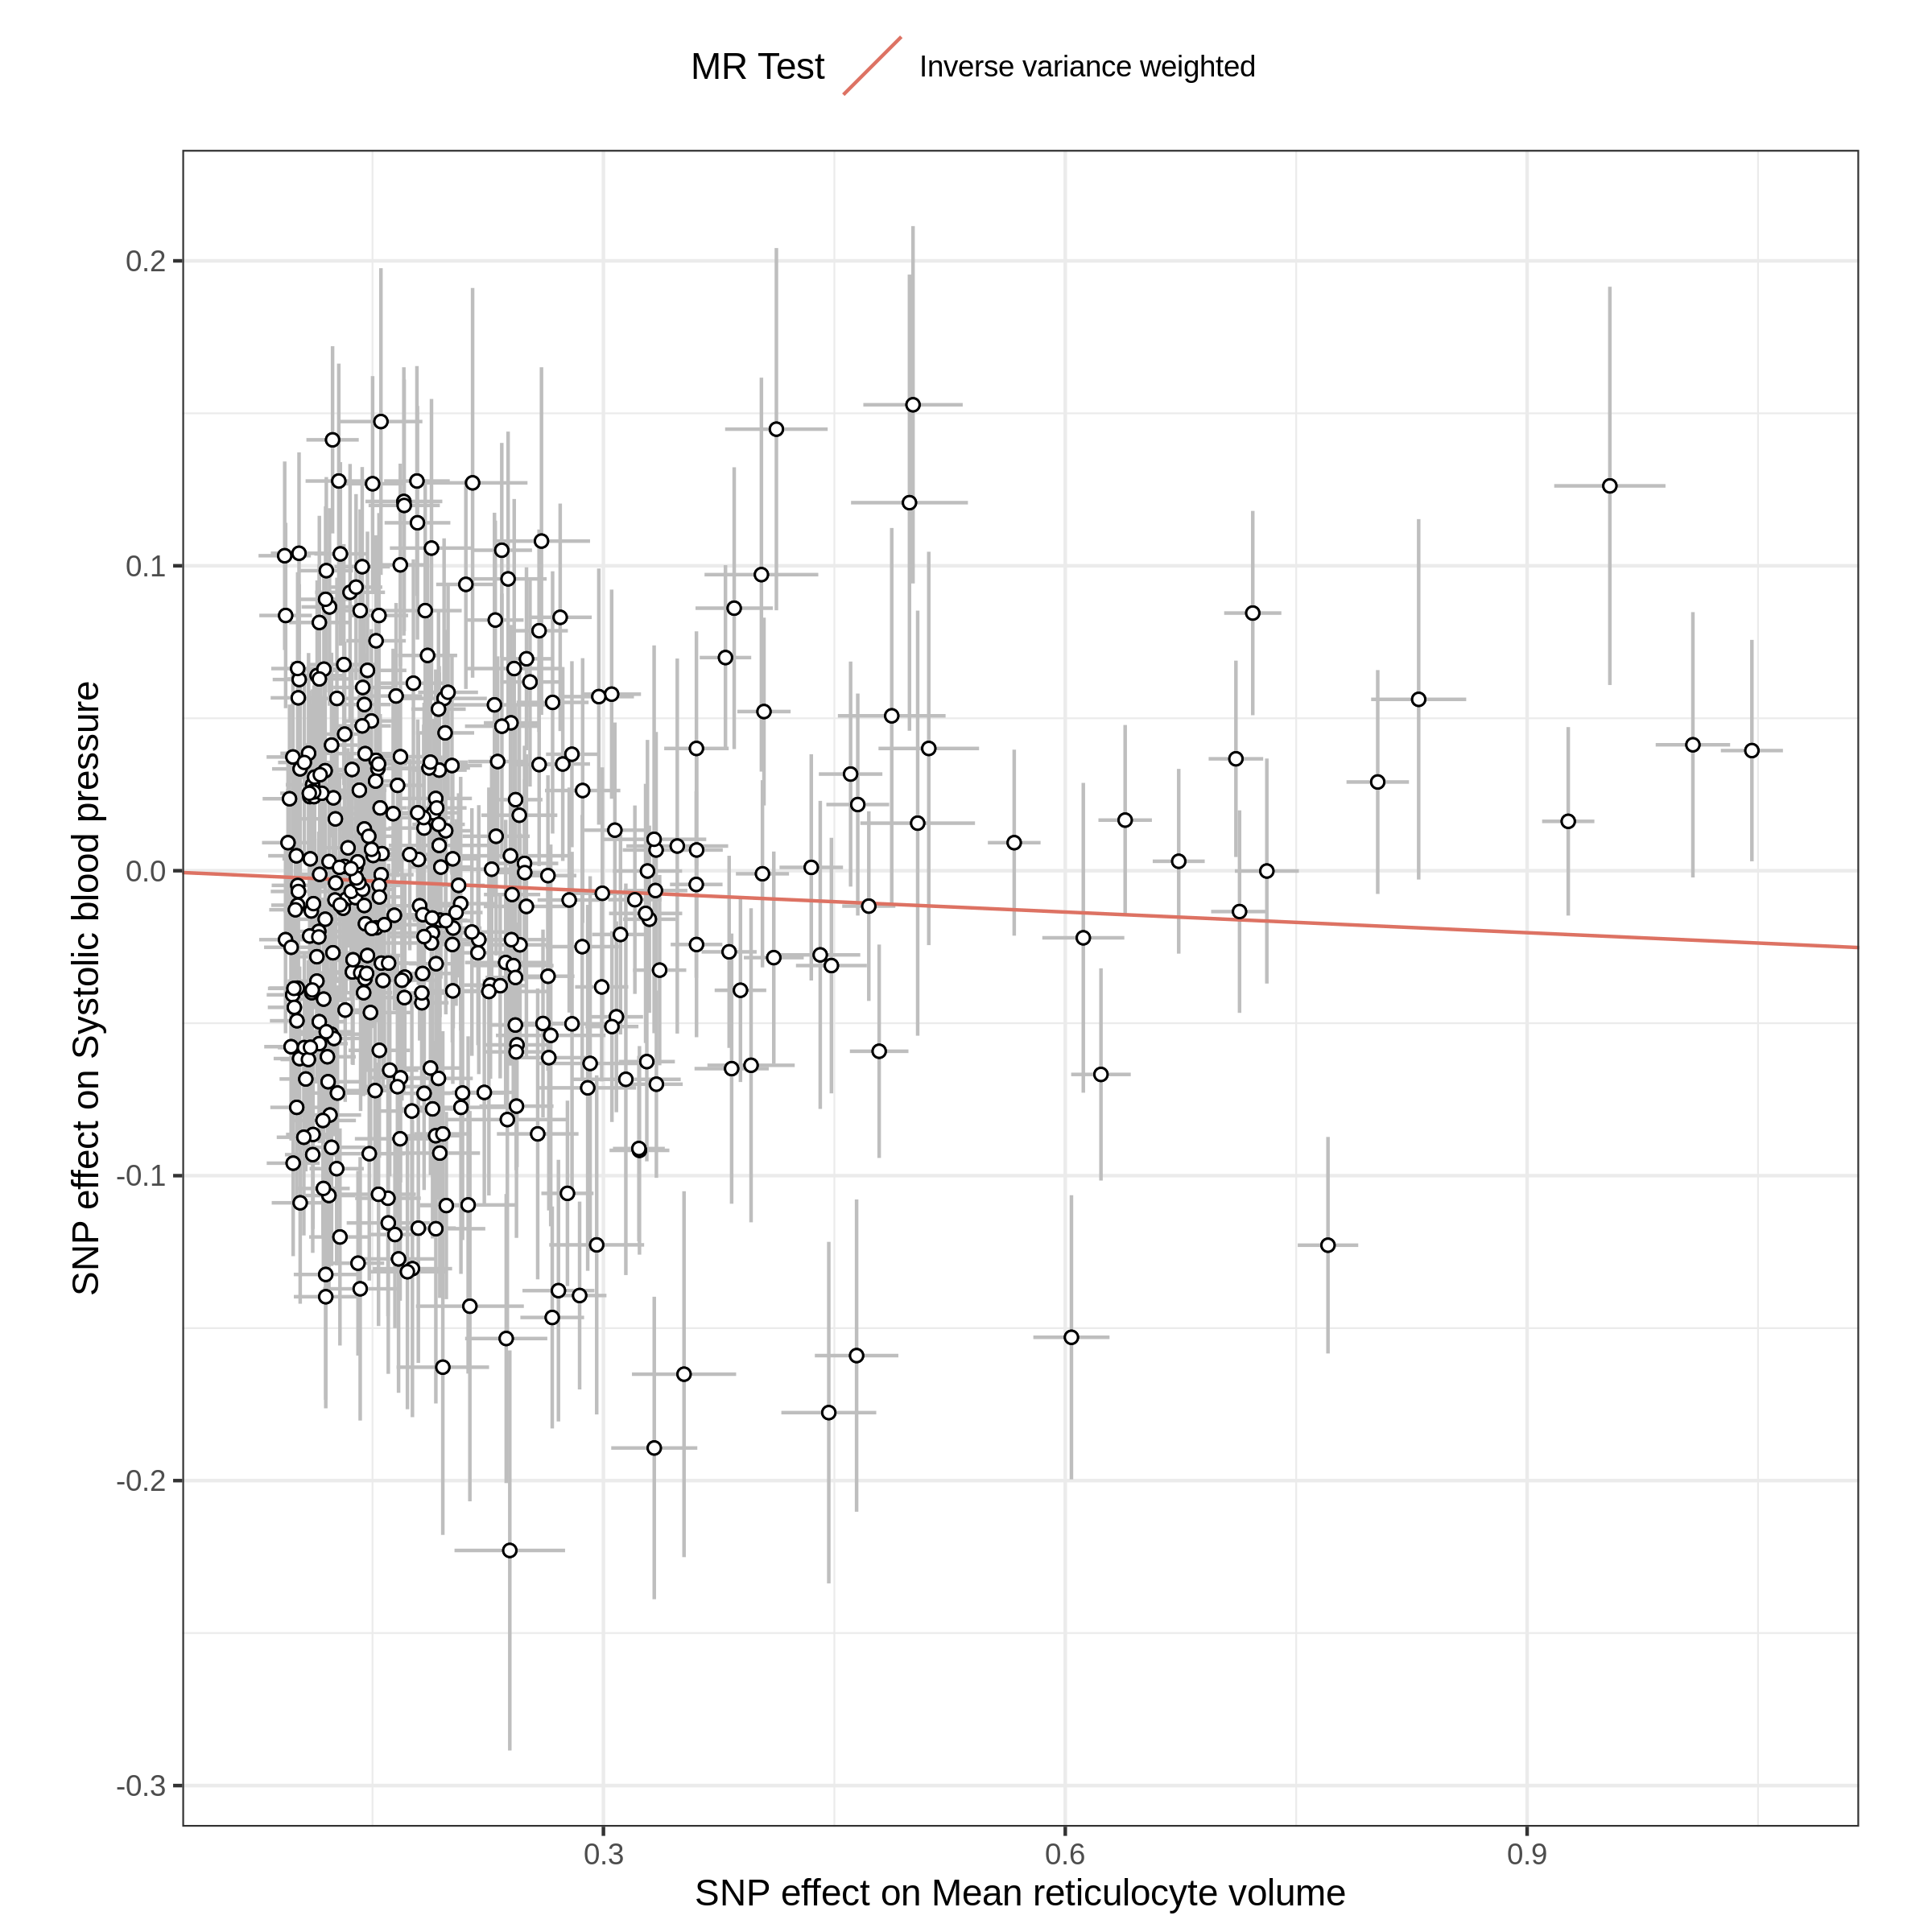 MR Test
Inverse variance weighted
SNP effect on Systolic blood pressure
0.2
0.1
0.0
-0.1
-0.2
-0.3
0.3
0.6
0.9
SNP effect on Mean reticulocyte volume